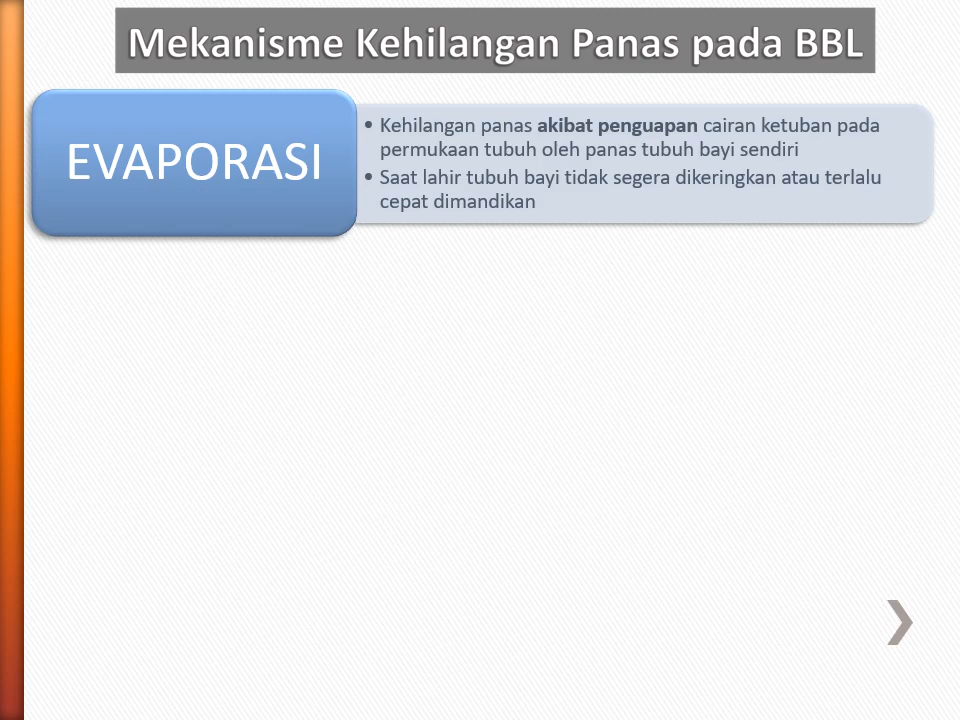 Mekanisme Kehilangan Panas pada BBL
EVAPORASI
• Kehilangan panas akibat penguapan cairan ketuban pada
permukaan tubuh oleh panas tubuh bayi sendiri
• Saat lahir tubuh bayi tidak segera dikeringkan atau terlalu
cepat dimandikan